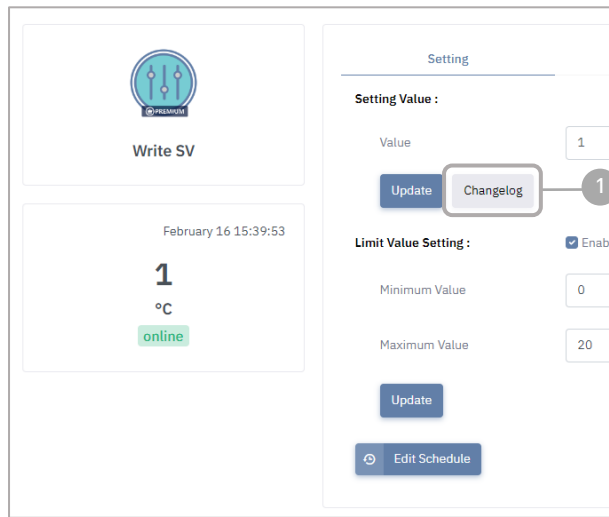 PREMIUM
Write SV
February 16 15:39:53
1
°C
online
Setting
Setting Value :
Value
1
Update
Changelog
1
Limit Value Setting :
Enab
Minimum Value
0
Maximum Value
20
Update
Edit Schedule